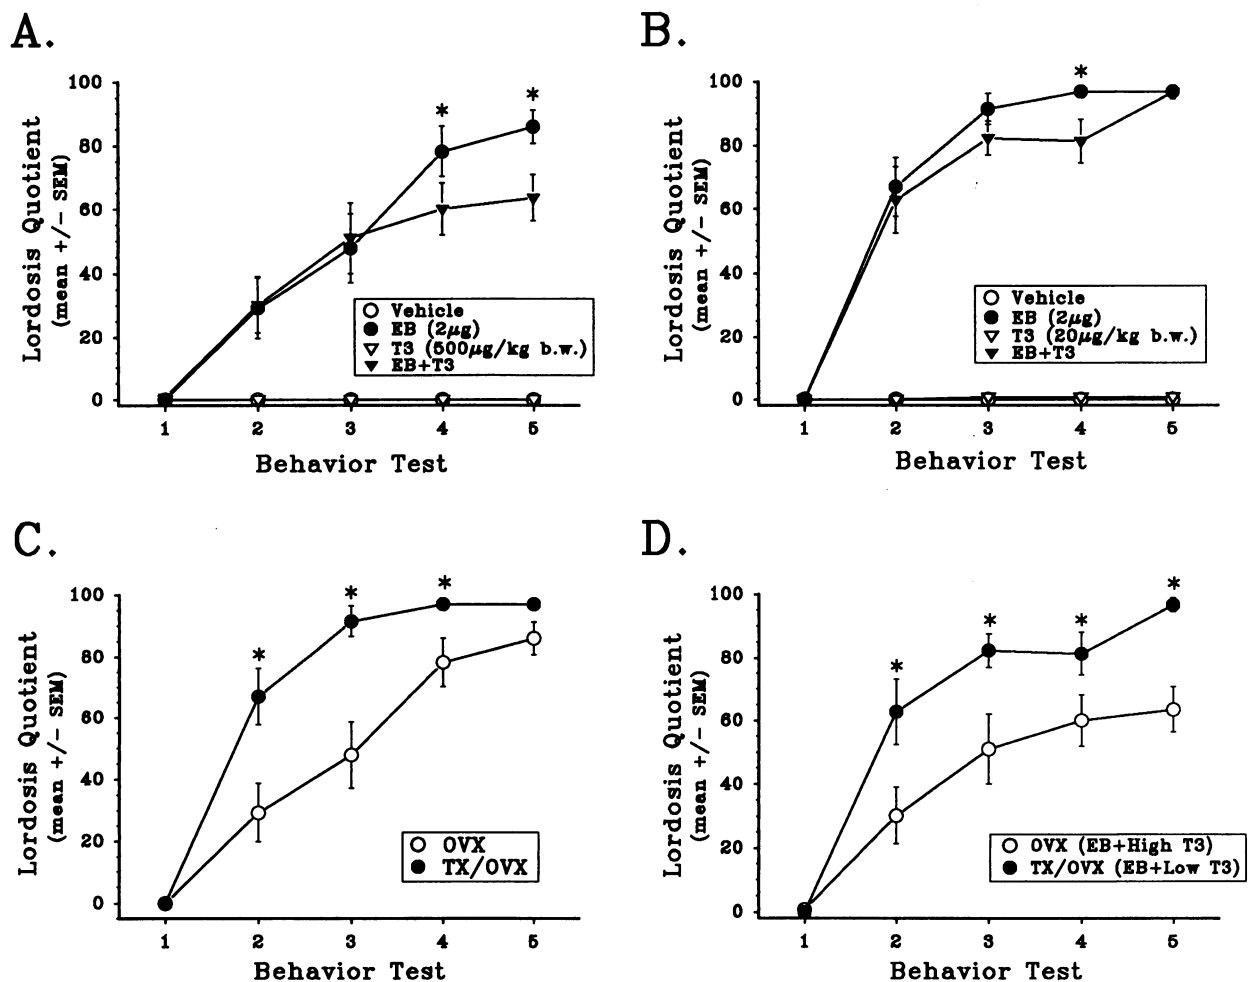 A.
Lordosis Quotient
(mean +/- SEM)
100
80
60
40
20
0
* *
Vehicle
EB (2µg)
T3 (500µg/kg b.w.)
EB+T3
1 2 3 4 5
Behavior Test
B.
Lordosis Quotient
(mean +/- SEM)
100
80
60
40
20
0
*
Vehicle
EB (2µg)
T3 (20µg/kg b.w.)
EB+T3
1 2 3 4 5
Behavior Test
C.
Lordosis Quotient
(mean +/- SEM)
100
80
60
40
20
0
* * *
OVX
TX/OVX
1 2 3 4 5
Behavior Test
D.
Lordosis Quotient
(mean +/- SEM)
100
80
60
40
20
0
* * * *
OVX (EB+High T3)
TX/OVX (EB+Low T3)
1 2 3 4 5
Behavior Test